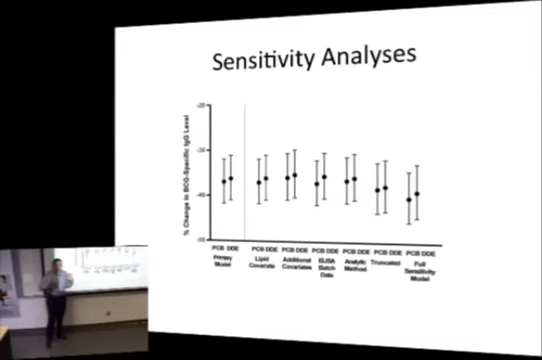 Sensitivity Analyses
% Change in BCG-Specific IgG Level
-20
-30
-40
-50
PCB DDE PCB DDE PCB DDE PCB DDE PCB DDE PCB DDE PCB DDE
Primary Model
Lipid Covariate
Additional Covariates
ELISA Batch Date
Analytic Method
Truncated
Full Sensitivity Model